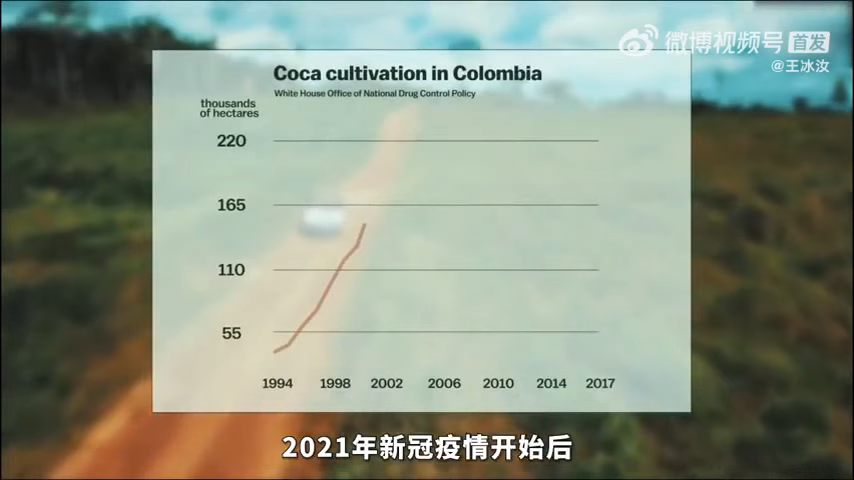 微博视频号 首发
@王冰汝
Coca cultivation in Colombia
White House Office of National Drug Control Policy
thousands
of hectares
220
165
110
55
1994 1998 2002 2006 2010 2014 2017
2021年新冠疫情开始后